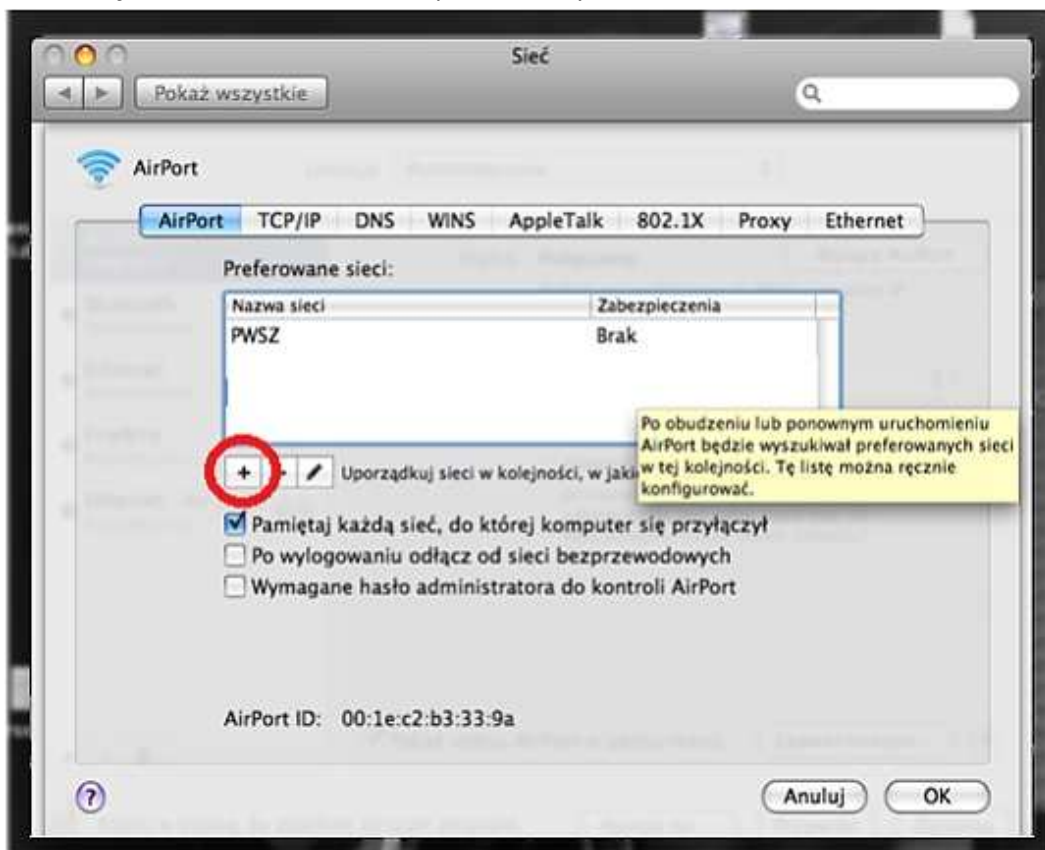 Sieć
Pokaż wszystkie
AirPort
AirPort TCP/IP DNS WINS AppleTalk 802.1X Proxy Ethernet
Preferowane sieci:
Nazwa sieci Zabezpieczenia
PWSZ Brak
Po obudzeniu lub ponownym uruchomieniu
AirPort będzie wyszukiwał preferowanych sieci
w tej kolejności. Tę listę można ręcznie
konfigurować.
+ Uporządkuj sieci w kolejności, w jaki
Pamiętaj każdą sieć, do której komputer się przyłączył
Po wylogowaniu odłącz od sieci bezprzewodowych
Wymagane hasło administratora do kontroli AirPort
AirPort ID: 00:1e:c2:b3:33:9a
? Anuluj OK